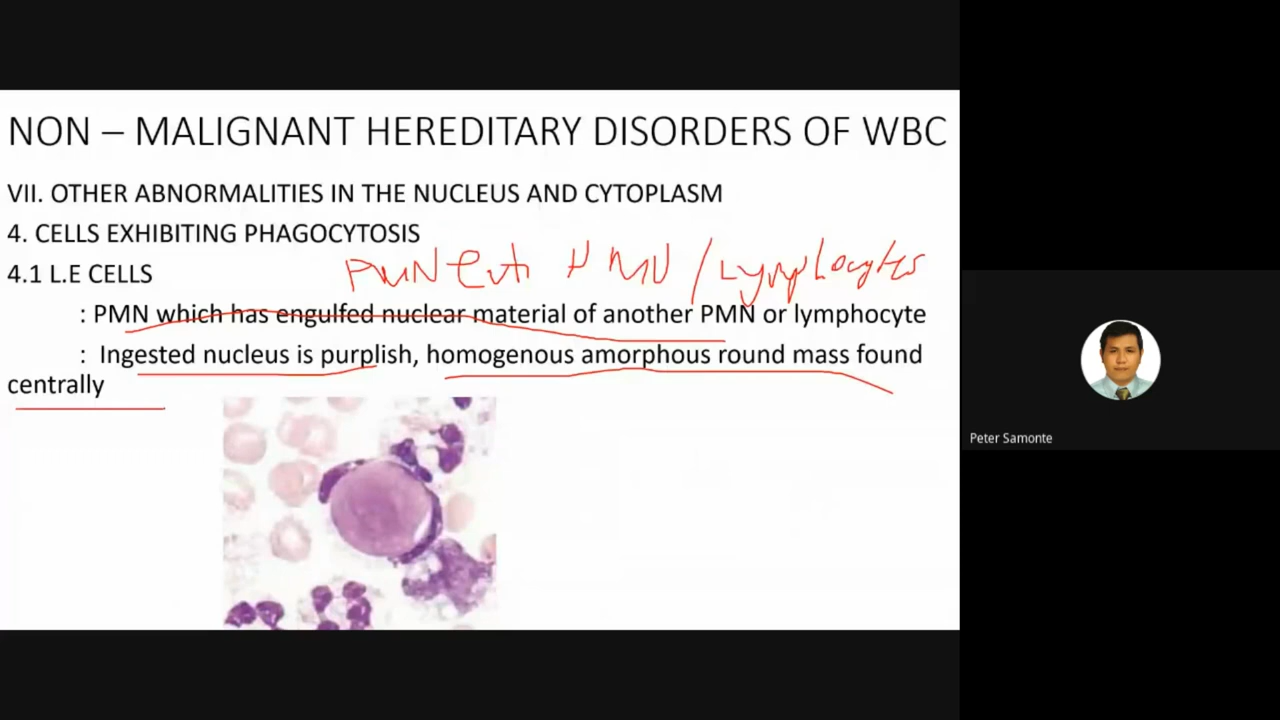 NON – MALIGNANT HEREDITARY DISORDERS OF WBC
VII. OTHER ABNORMALITIES IN THE NUCLEUS AND CYTOPLASM
4. CELLS EXHIBITING PHAGOCYTOSIS
4.1 L.E CELLS
PMN / Lymphocytes
: PMN which has engulfed nuclear material of another PMN or lymphocyte
: Ingested nucleus is purplish, homogenous amorphous round mass found
centrally
Peter Samonte